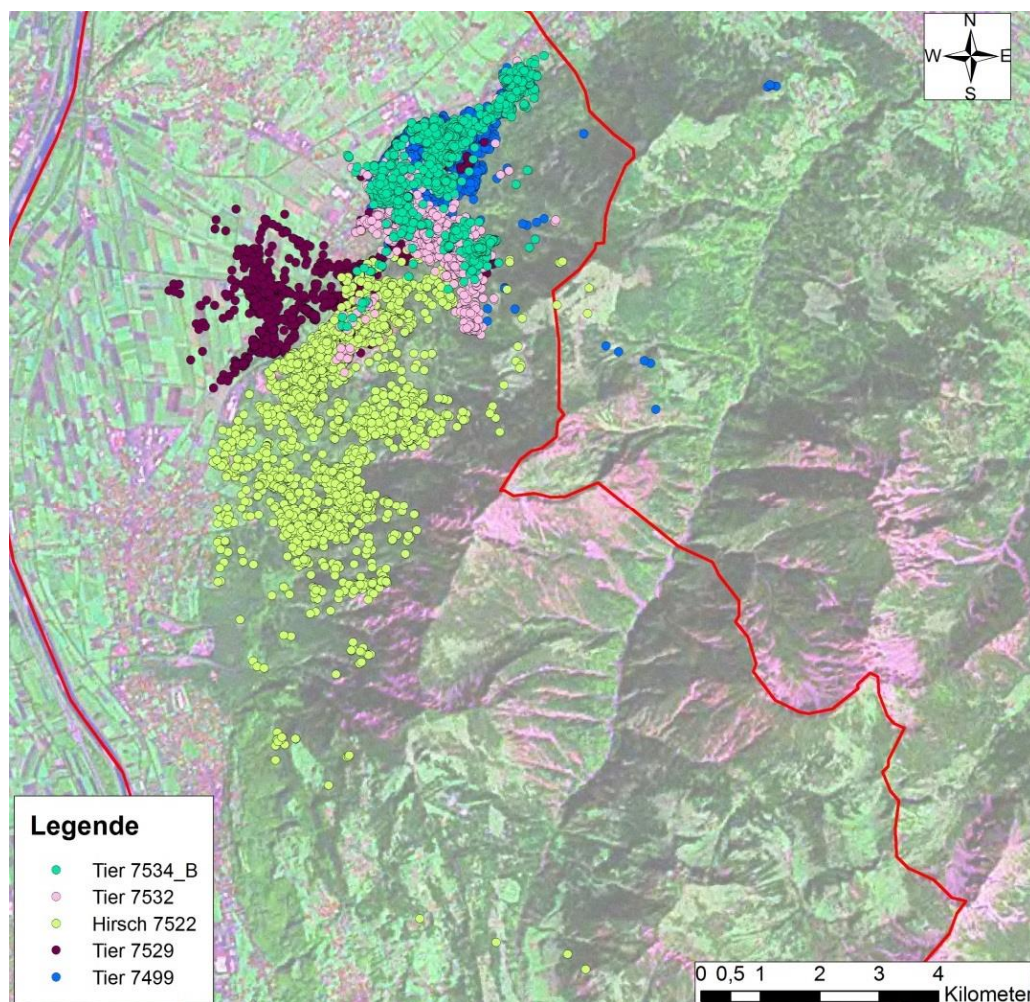 N
W E
S
Legende
Tier 7534_B
Tier 7532
Hirsch 7522
Tier 7529
Tier 7499
0 0,5 1 2 3 4
Kilometer